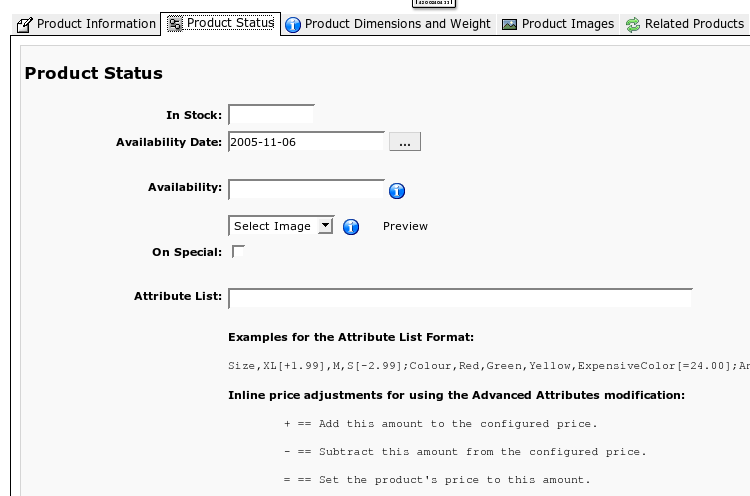 Product Information Product Status Product Dimensions and Weight Product Images Related Products
Product Status
In Stock:
Availability Date: 2005-11-06 ...
Availability:
Select Image Preview
On Special:
Attribute List:
Examples for the Attribute List Format:
Size,XL[+1.99],M,S[-2.99];Colour,Red,Green,Yellow,ExpensiveColor[=24.00];An
Inline price adjustments for using the Advanced Attributes modification:
+ == Add this amount to the configured price.
- == Subtract this amount from the configured price.
= == Set the product's price to this amount.